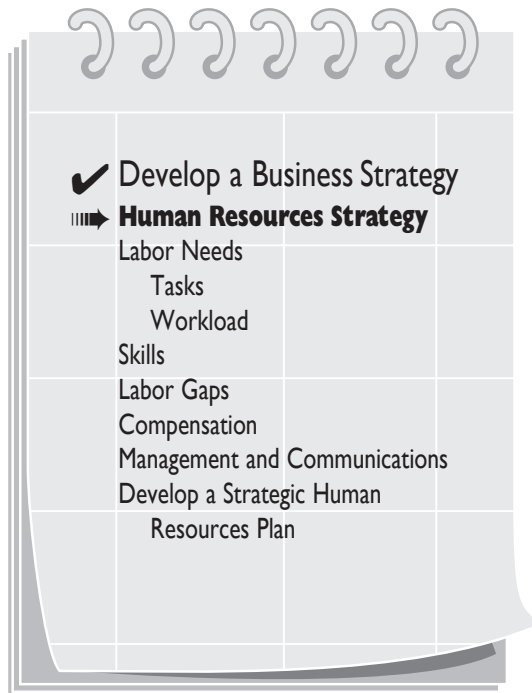 ✔ Develop a Business Strategy
Human Resources Strategy
Labor Needs
Tasks
Workload
Skills
Labor Gaps
Compensation
Management and Communications
Develop a Strategic Human
Resources Plan